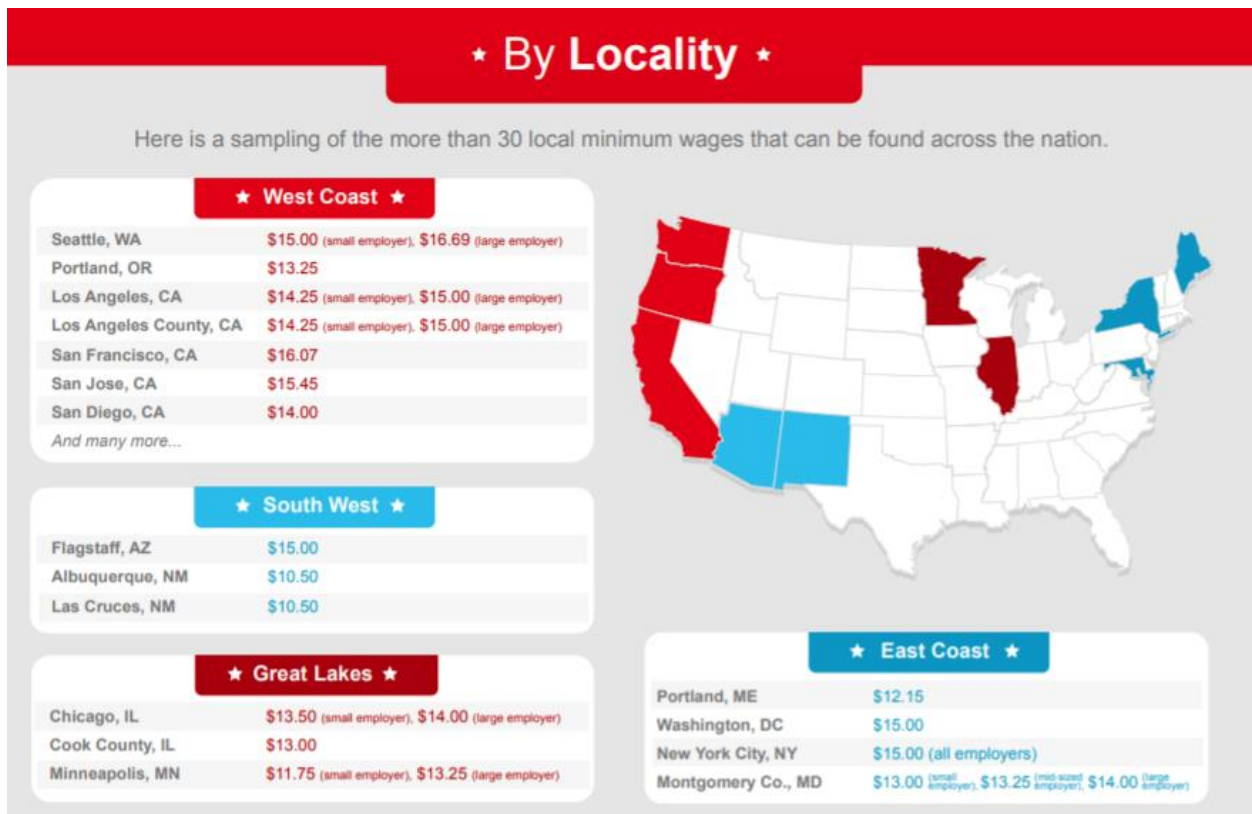 ★ By Locality ★
Here is a sampling of the more than 30 local minimum wages that can be found across the nation.
★ West Coast ★
Seattle, WA $15.00 (small employer), $16.69 (large employer)
Portland, OR $13.25
Los Angeles, CA $14.25 (small employer), $15.00 (large employer)
Los Angeles County, CA $14.25 (small employer), $15.00 (large employer)
San Francisco, CA $16.07
San Jose, CA $15.45
San Diego, CA $14.00
And many more...
★ South West ★
Flagstaff, AZ $15.00
Albuquerque, NM $10.50
Las Cruces, NM $10.50
★ Great Lakes ★
Chicago, IL $13.50 (small employer), $14.00 (large employer)
Cook County, IL $13.00
Minneapolis, MN $11.75 (small employer), $13.25 (large employer)
★ East Coast ★
Portland, ME $12.15
Washington, DC $15.00
New York City, NY $15.00 (all employers)
Montgomery Co., MD $13.00 (small employer), $13.25 (mid-sized employer), $14.00 (large employer)